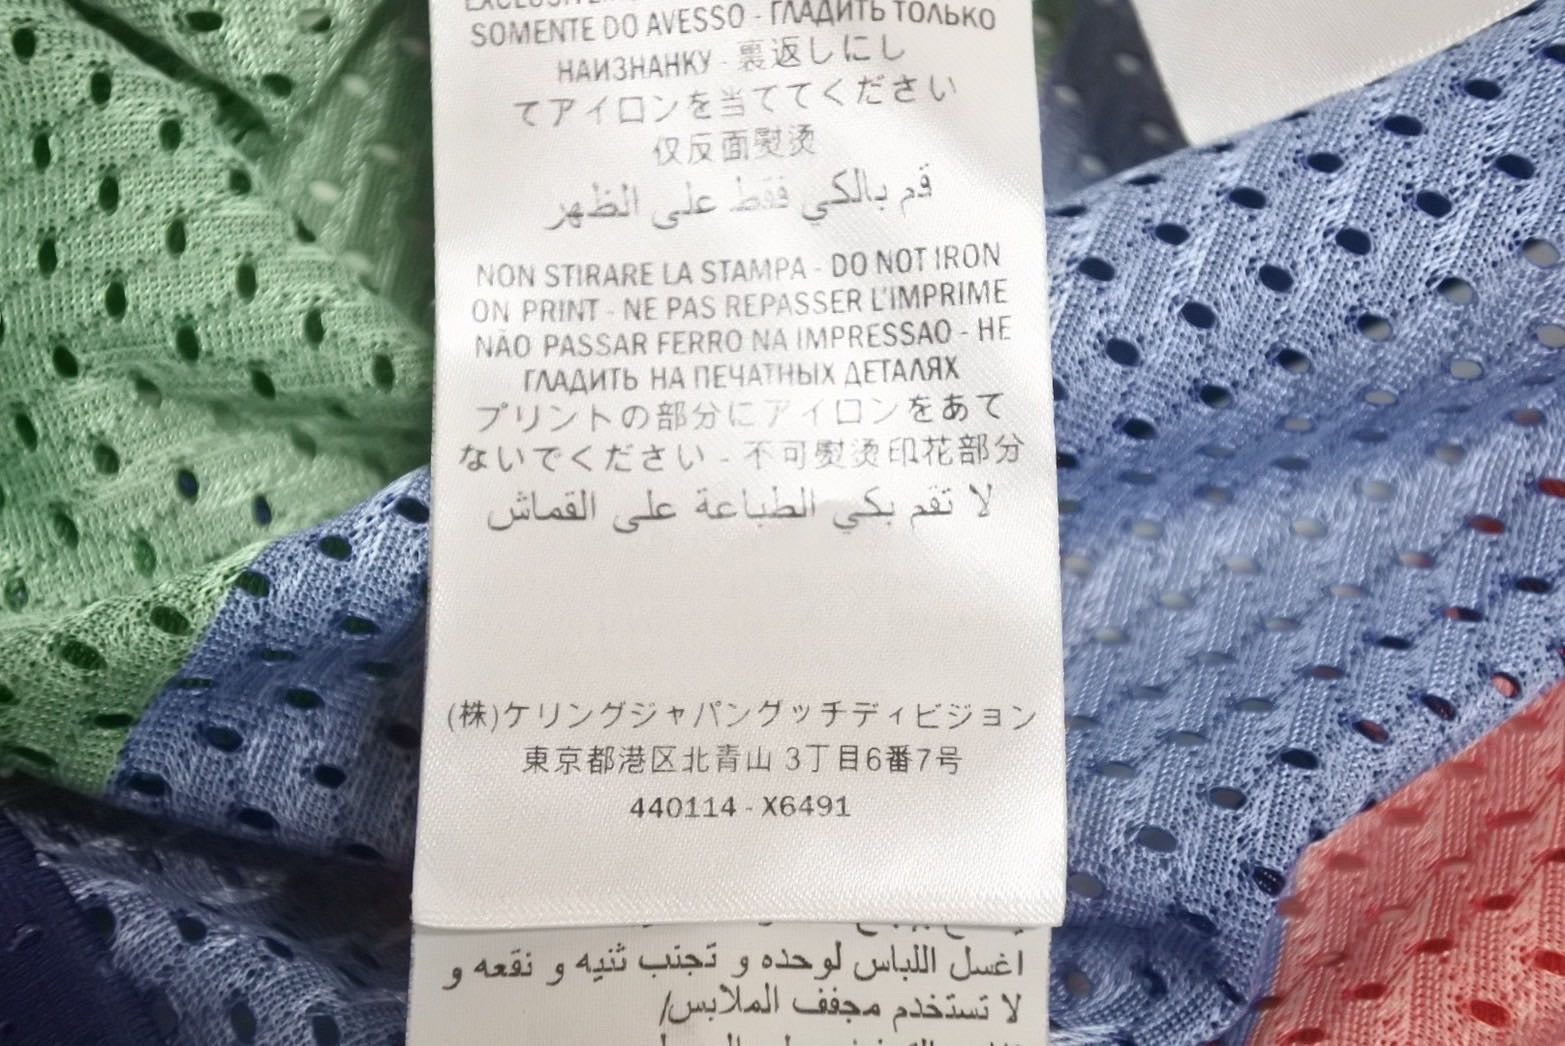 SOMENTE DO AVESSO - ГЛАДИТЬ ТОЛЬКО
НАИЗНАНКУ - 裏返しにし
てアイロンを当ててください
仅反面熨烫
قم بالكي فقط على الظهر
NON STIRARE LA STAMPA - DO NOT IRON
ON PRINT - NE PAS REPASSER L'IMPRIME
NÃO PASSAR FERRO NA IMPRESSAO - НЕ
ГЛАДИТЬ НА ПЕЧАТНЫХ ДЕТАЛЯХ
プリントの部分にアイロンをあて
ないでください - 不可熨烫印花部分
لا تقم بكي الطباعة على القماش
(株)ケリングジャパングッチディビジョン
東京都港区北青山 3丁目6番7号
440114 - X6491
اغسل اللباس لوحده و تجنب ثنيه و نقعه و
لا تستخدم مجفف الملابس/